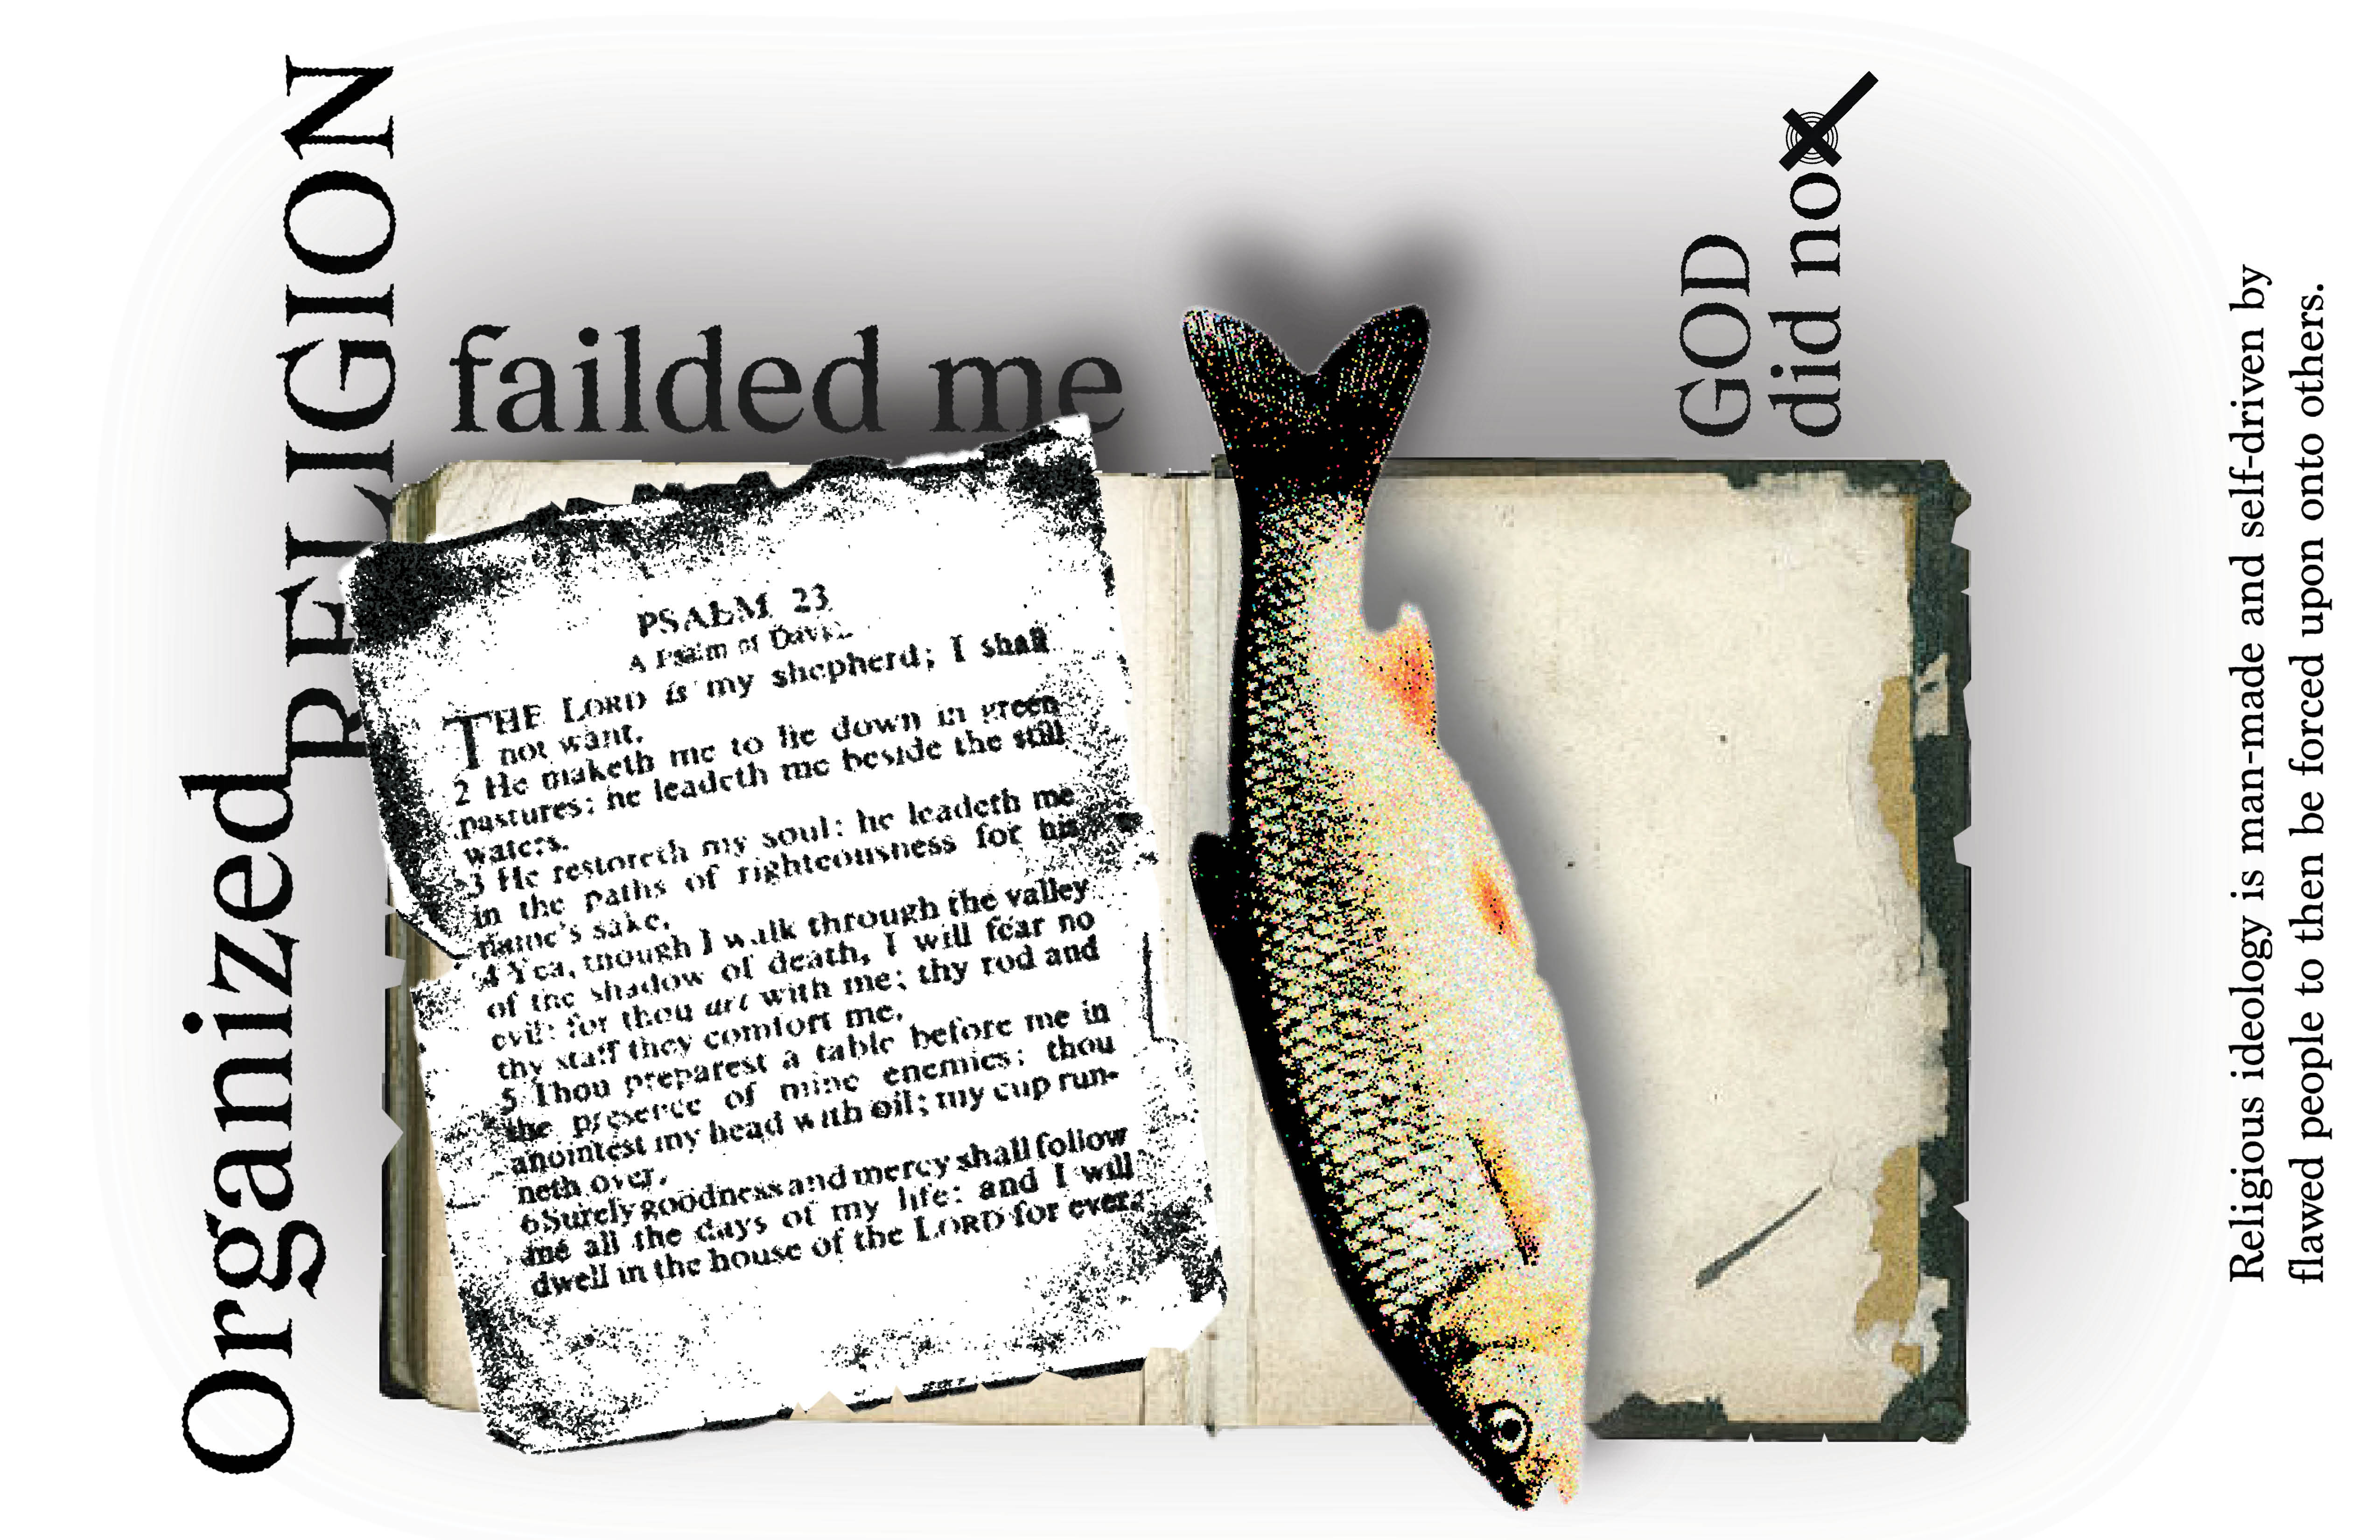 Organized
RELIGION
failded me
GOD
did not
PSALM 23
A Psalm of David
THE LORD is my shepherd; I shall
not want.
2 He maketh me to lie down in green
pastures: he leadeth me beside the still
waters.
3 He restoreth my soul: he leadeth me
in the paths of righteousness for his
name's sake.
4 Yea, though I walk through the valley
of the shadow of death, I will fear no
evil: for thou art with me; thy rod and
thy staff they comfort me.
5 Thou preparest a table before me in
the presence of mine enemies: thou
anointest my head with oil; my cup run-
neth over.
6 Surely goodness and mercy shall follow
me all the days of my life: and I will
dwell in the house of the LORD for ever.
Religious ideology is man-made and self-driven by
flawed people to then be forced upon onto others.